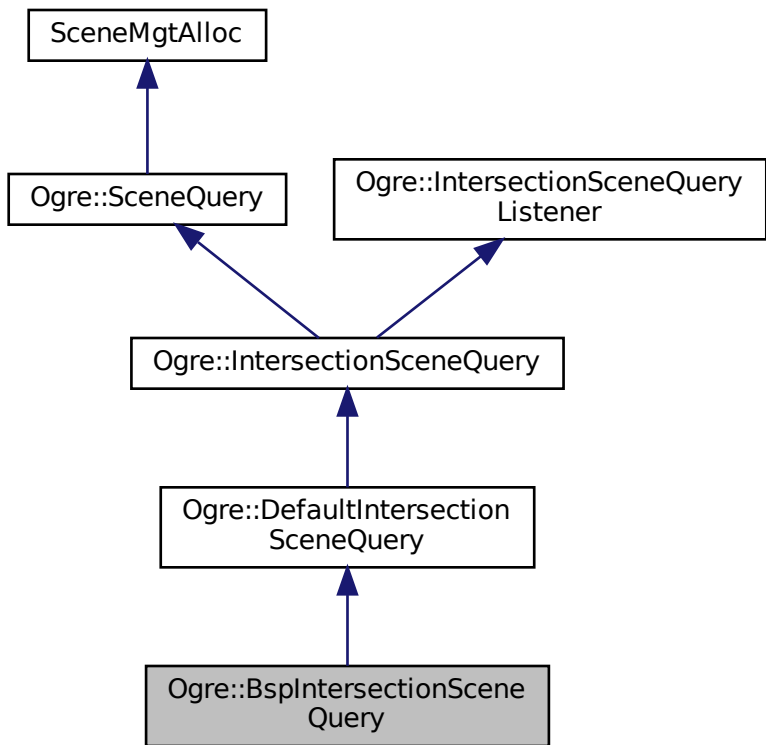 SceneMgtAlloc
Ogre::SceneQuery
Ogre::IntersectionSceneQuery
Listener
Ogre::IntersectionSceneQuery
Ogre::DefaultIntersection
SceneQuery
Ogre::BspIntersectionScene
Query